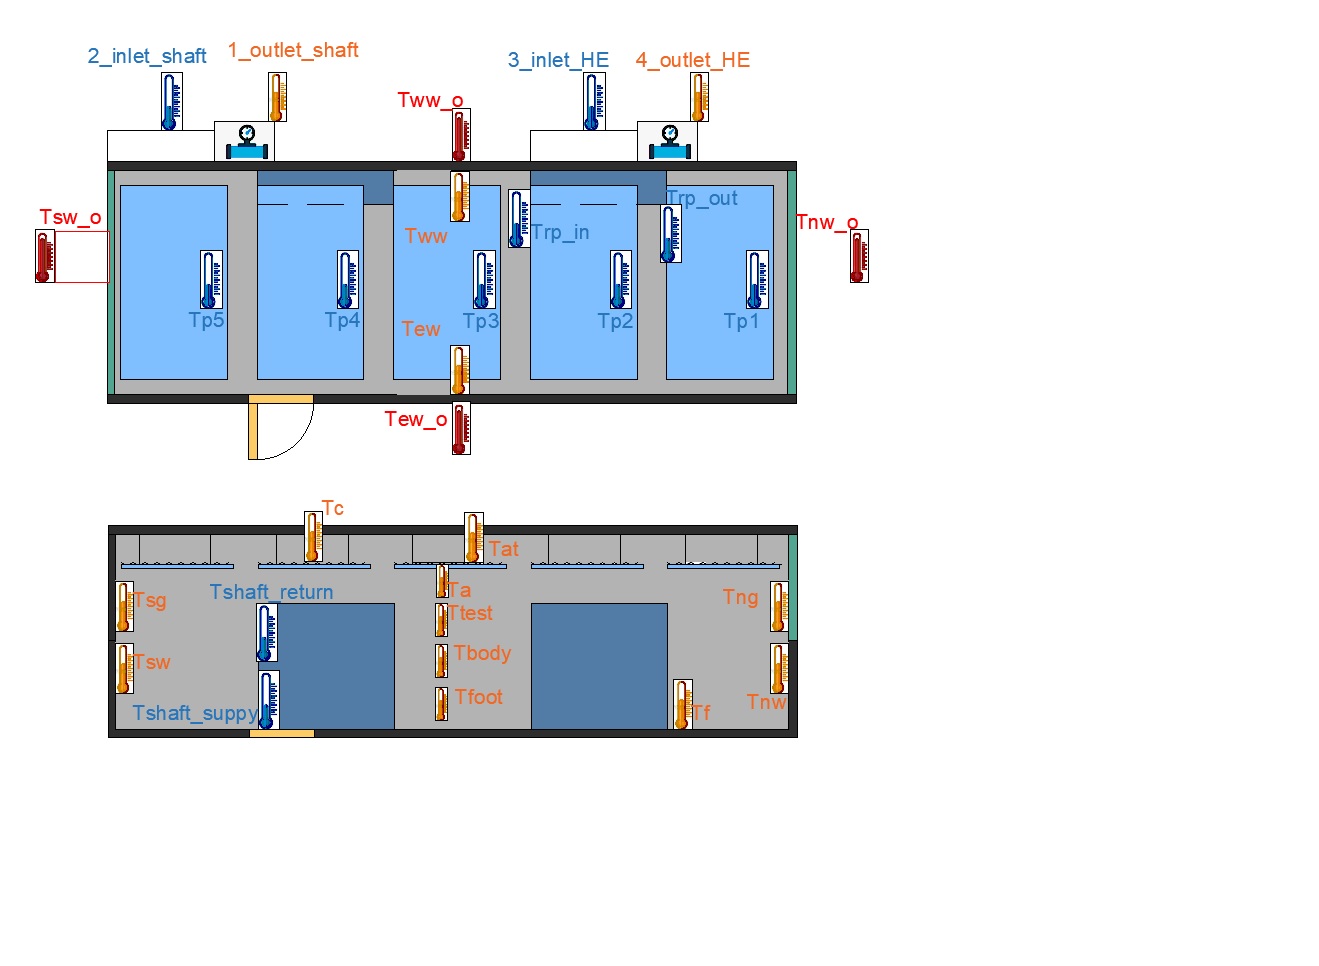 2_inlet_shaft
1_outlet_shaft
3_inlet_HE
4_outlet_HE
Tww_o
Tsw_o
Trp_out
Tnw_o
Tww
Trp_in
Tp5
Tp4
Tp3
Tp2
Tp1
Tew
Tew_o
Tc
Tat
Tshaft_return
Ta
Tsg
Tng
Ttest
Tsw
Tbody
Tfoot
Tnw
Tshaft_suppy
Tf